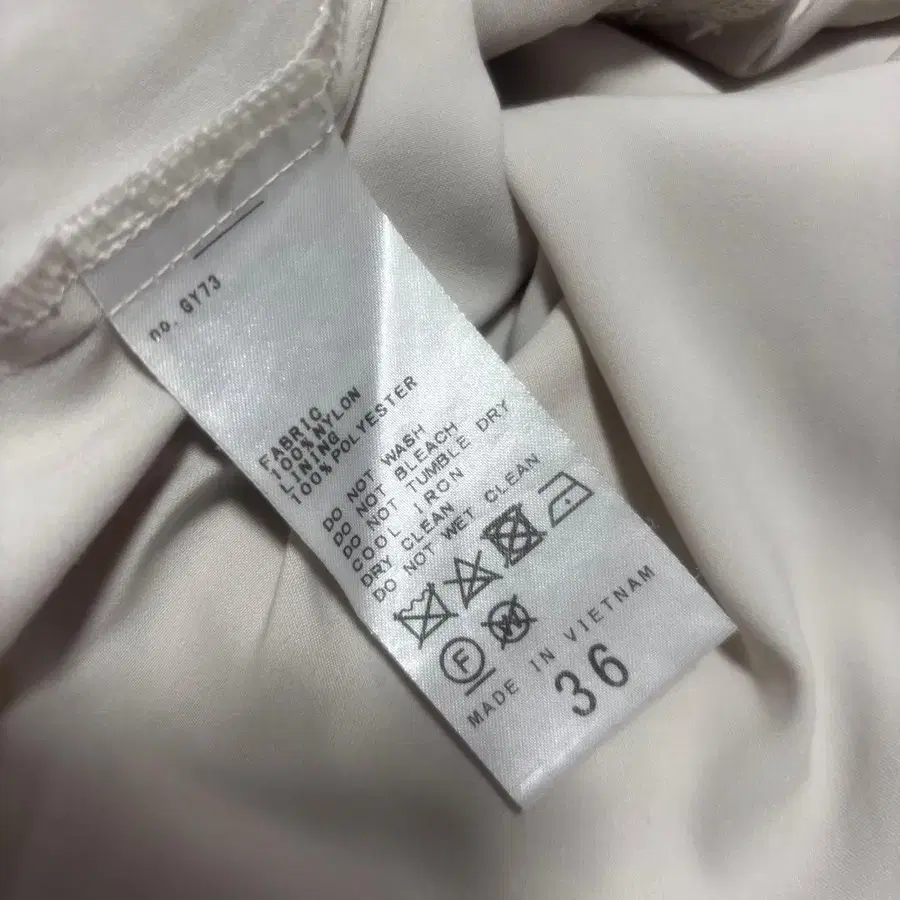 no. GY73
FABRIC
100%NYLON
LINING
100%POLYESTER
DO NOT WASH
DO NOT BLEACH
DO NOT TUMBLE DRY
COOL IRON
DRY CLEAN
DO NOT WET CLEAN
F W
MADE IN VIETNAM
36